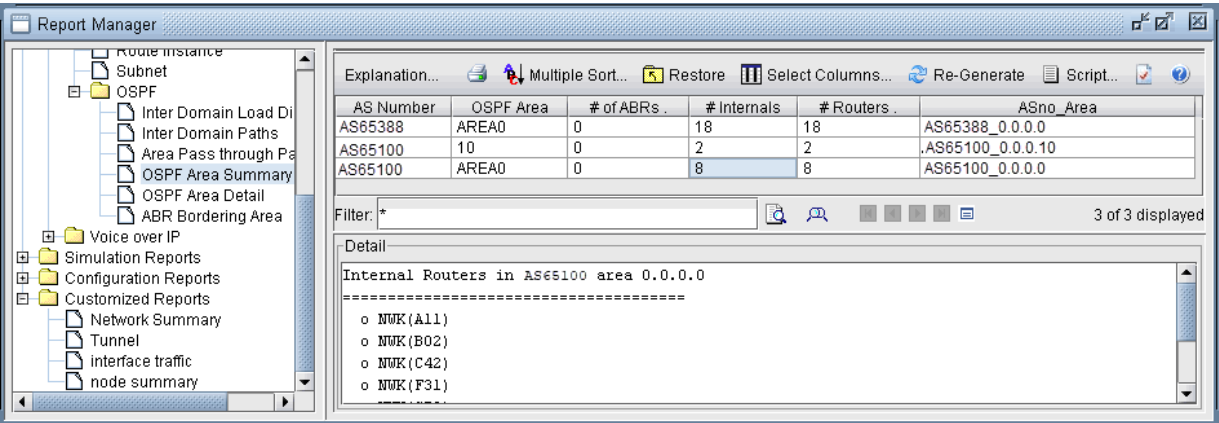 Report Manager
Route Instance
Subnet
OSPF
Inter Domain Load Di
Inter Domain Paths
Area Pass through Pa
OSPF Area Summary
OSPF Area Detail
ABR Bordering Area
Voice over IP
Simulation Reports
Configuration Reports
Customized Reports
Network Summary
Tunnel
interface traffic
node summary
Explanation... Multiple Sort... Restore Select Columns... Re-Generate Script...
AS Number OSPF Area # of ABRs . # Internals # Routers . ASno_Area
AS65388 AREA0 0 18 18 AS65388_0.0.0.0
AS65100 10 0 2 2 .AS65100_0.0.0.10
AS65100 AREA0 0 8 8 AS65100_0.0.0.0
Filter: * 3 of 3 displayed
Detail
Internal Routers in AS65100 area 0.0.0.0
=======================================
o NWK(A11)
o NWK(B02)
o NWK(C42)
o NWK(F31)